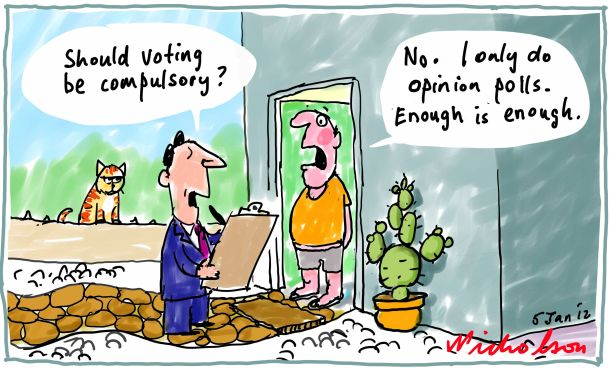 Should voting
be compulsory?
No. I only do
opinion polls.
Enough is enough.
5 Jan '12
Nicholson